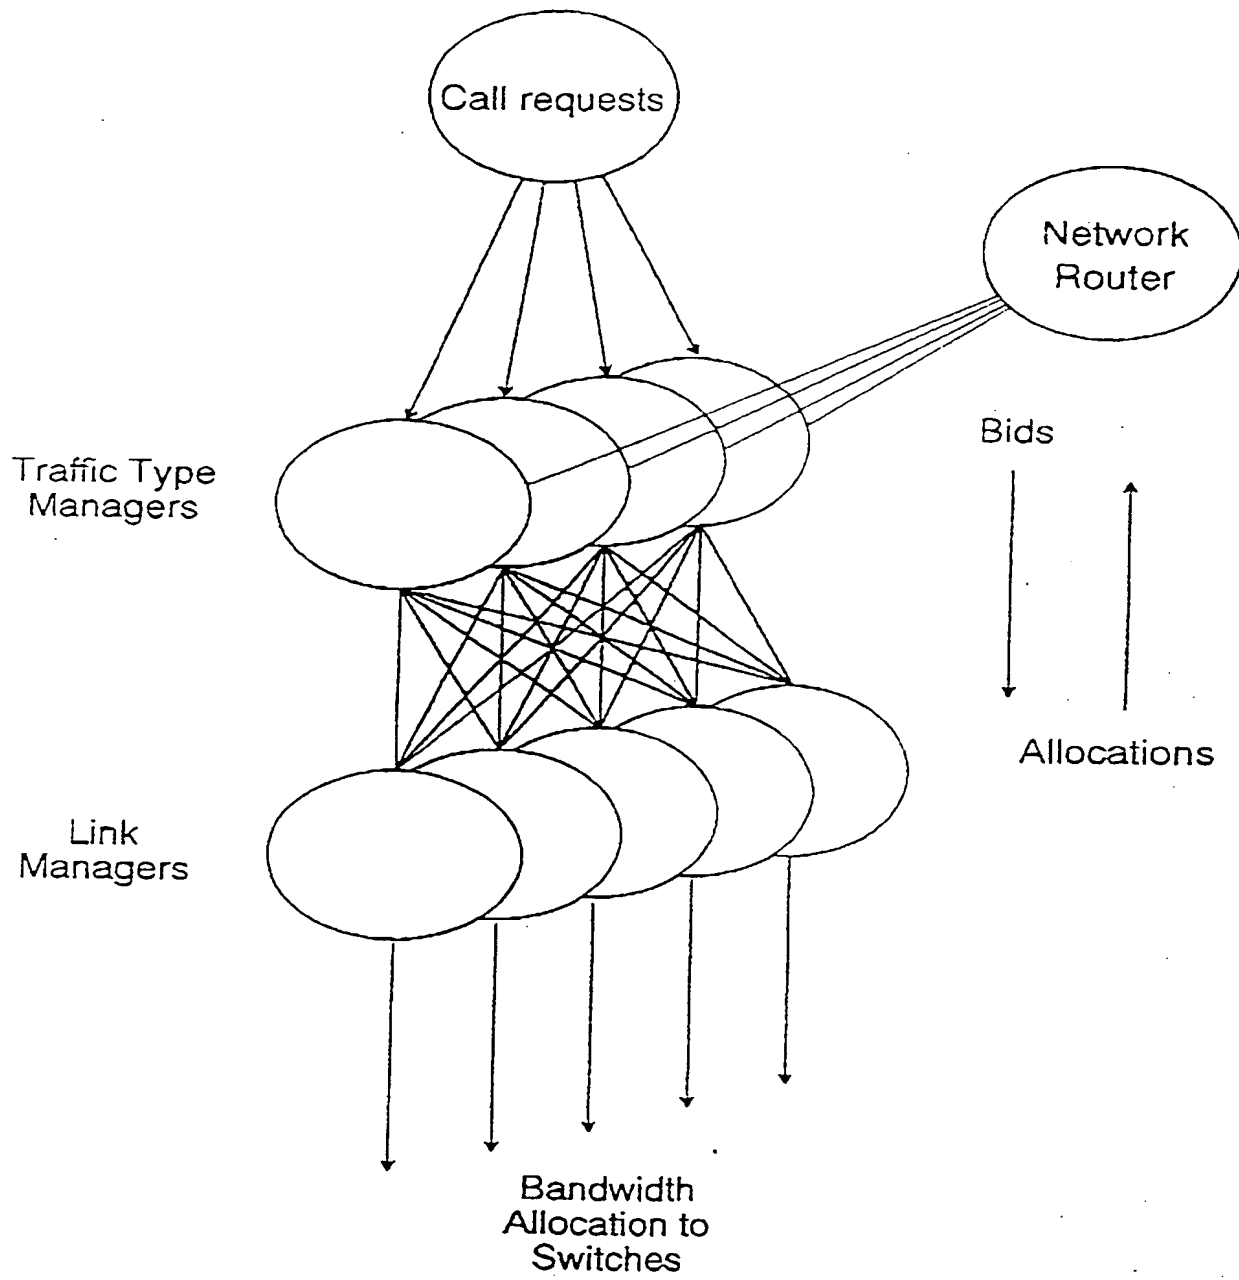 Call requests
Network
Router
Bids
Traffic Type
Managers
Allocations
Link
Managers
Bandwidth
Allocation to
Switches